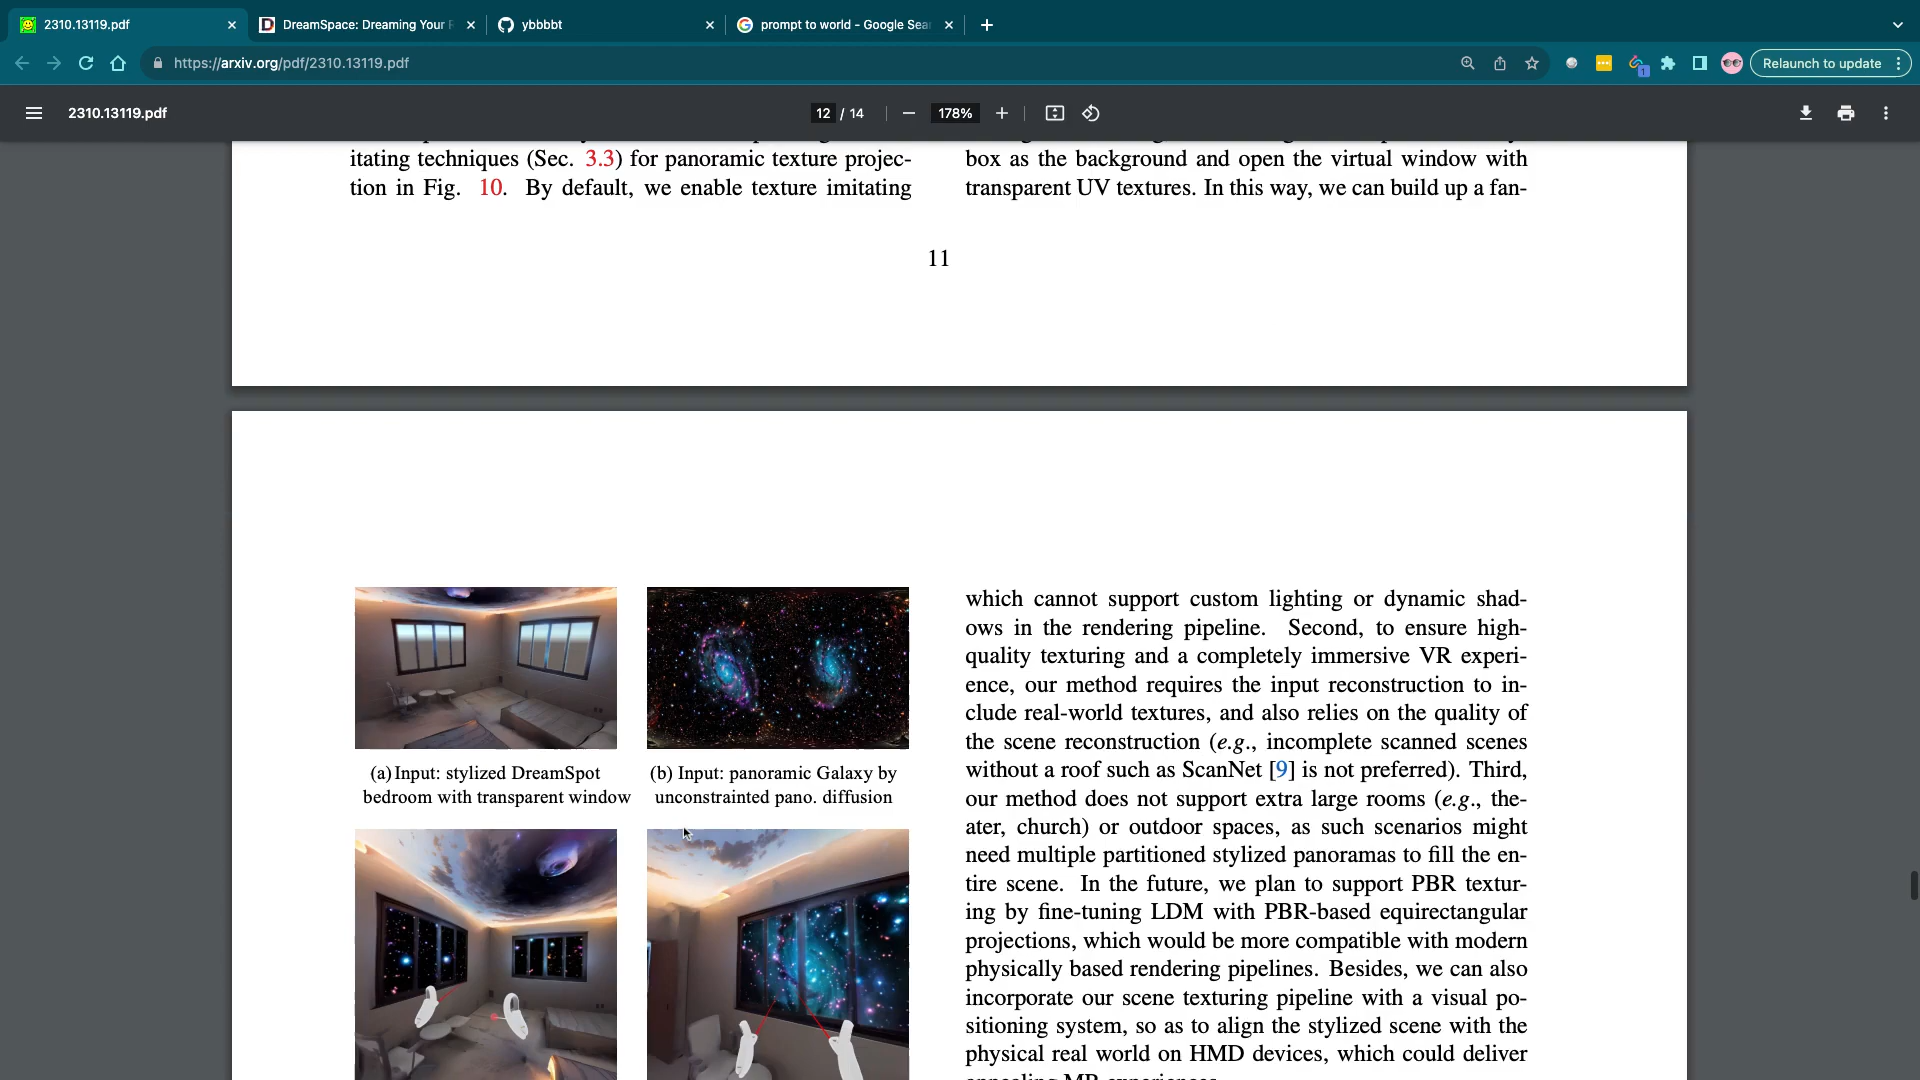 2310.13119.pdf
DreamSpace: Dreaming Your
ybbbbt
prompt to world - Google Sea
https://arxiv.org/pdf/2310.13119.pdf
1
Relaunch to update
2310.13119.pdf
12 / 14
178%
itating techniques (Sec. 3.3) for panoramic texture projec-
tion in Fig. 10. By default, we enable texture imitating
box as the background and open the virtual window with
transparent UV textures. In this way, we can build up a fan-
11
(a) Input: stylized DreamSpot
bedroom with transparent window
(b) Input: panoramic Galaxy by
unconstrainted pano. diffusion
which cannot support custom lighting or dynamic shad-
ows in the rendering pipeline. Second, to ensure high-
quality texturing and a completely immersive VR experi-
ence, our method requires the input reconstruction to in-
clude real-world textures, and also relies on the quality of
the scene reconstruction (e.g., incomplete scanned scenes
without a roof such as ScanNet [9] is not preferred). Third,
our method does not support extra large rooms (e.g., the-
ater, church) or outdoor spaces, as such scenarios might
need multiple partitioned stylized panoramas to fill the en-
tire scene. In the future, we plan to support PBR textur-
ing by fine-tuning LDM with PBR-based equirectangular
projections, which would be more compatible with modern
physically based rendering pipelines. Besides, we can also
incorporate our scene texturing pipeline with a visual po-
sitioning system, so as to align the stylized scene with the
physical real world on HMD devices, which could deliver